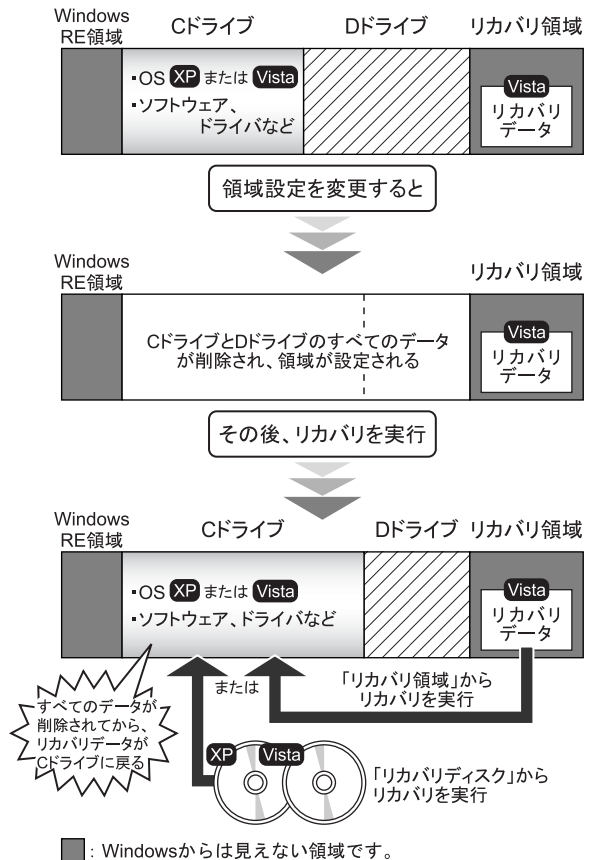 Windows
RE領域
Cドライブ
Dドライブ
リカバリ領域
・OS XP または Vista
・ソフトウェア、
ドライバなど
Vista
リカバリ
データ
領域設定を変更すると
Windows
RE領域
リカバリ領域
CドライブとDドライブのすべてのデータ
が削除され、領域が設定される
Vista
リカバリ
データ
その後、リカバリを実行
Windows
RE領域
Cドライブ
Dドライブ
リカバリ領域
・OS XP または Vista
・ソフトウェア、ドライバなど
Vista
リカバリ
データ
または
「リカバリ領域」から
リカバリを実行
すべてのデータが
削除されてから、
リカバリデータが
Cドライブに戻る
XP
Vista
「リカバリディスク」から
リカバリを実行
：Windowsからは見えない領域です。